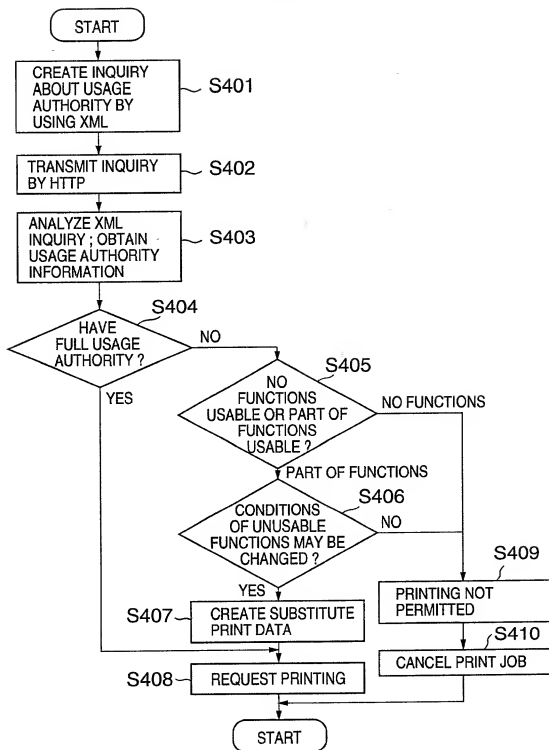 START
CREATE INQUIRY
ABOUT USAGE
AUTHORITY BY
USING XML
S401
TRANSMIT INQUIRY
BY HTTP
S402
ANALYZE XML
INQUIRY ; OBTAIN
USAGE AUTHORITY
INFORMATION
S403
S404
HAVE
FULL USAGE
AUTHORITY ?
NO
YES
S405
NO
FUNCTIONS
USABLE OR PART OF
FUNCTIONS
USABLE ?
NO FUNCTIONS
PART OF FUNCTIONS
S406
CONDITIONS
OF UNUSABLE
FUNCTIONS MAY BE
CHANGED ?
NO
YES
S409
PRINTING NOT
PERMITTED
S407
CREATE SUBSTITUTE
PRINT DATA
S410
CANCEL PRINT JOB
S408
REQUEST PRINTING
START